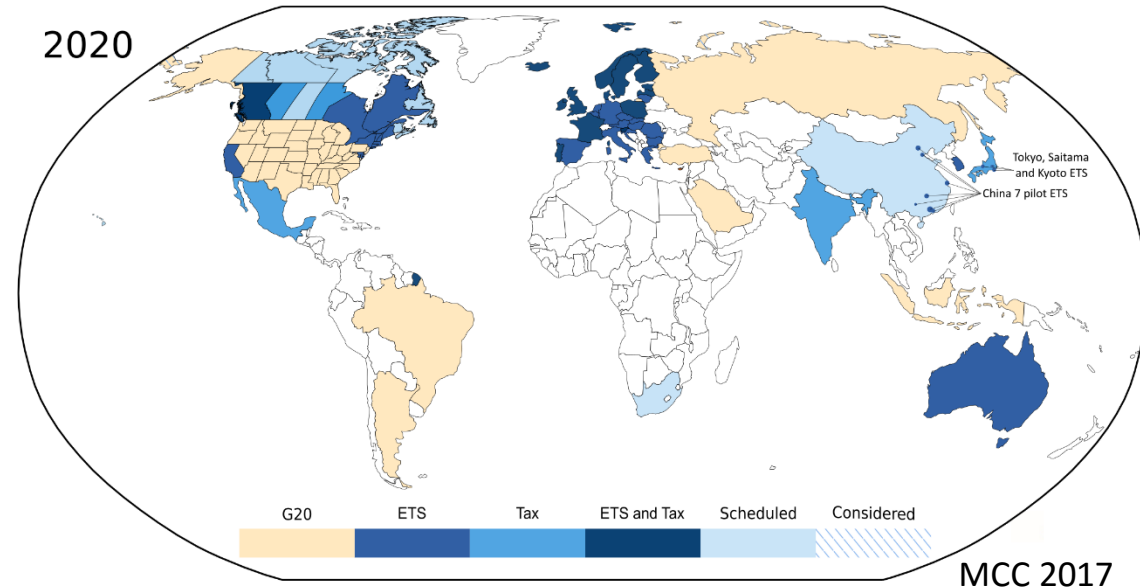 2020
Tokyo, Saitama
and Kyoto ETS
China 7 pilot ETS
G20
ETS
Tax
ETS and Tax
Scheduled
Considered
MCC 2017